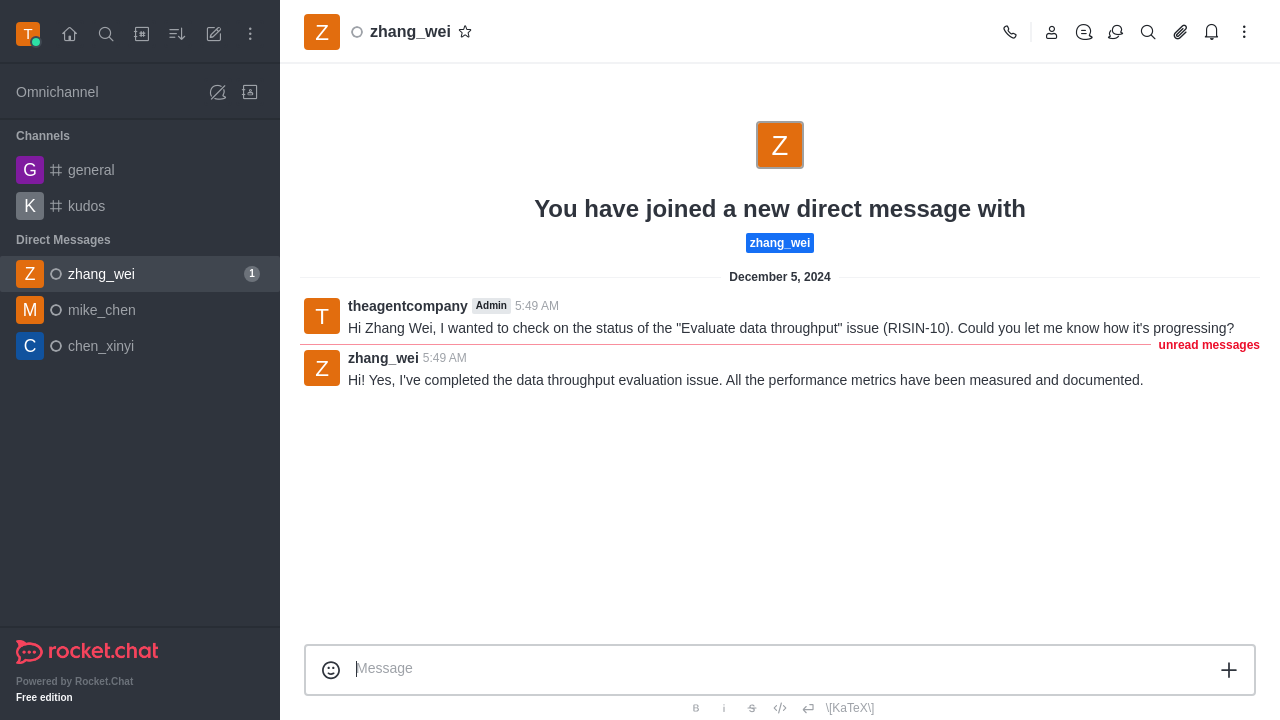 T
Omnichannel
Channels
G general
K kudos
Direct Messages
Z zhang_wei 1
M mike_chen
C chen_xinyi
rocket.chat
Powered by Rocket.Chat
Free edition
Z zhang_wei
Z
You have joined a new direct message with
zhang_wei
December 5, 2024
T theagentcompany Admin 5:49 AM
Hi Zhang Wei, I wanted to check on the status of the "Evaluate data throughput" issue (RISIN-10). Could you let me know how it's progressing?
unread messages
Z zhang_wei 5:49 AM
Hi! Yes, I've completed the data throughput evaluation issue. All the performance metrics have been measured and documented.
Message
B i S \[KaTeX\]